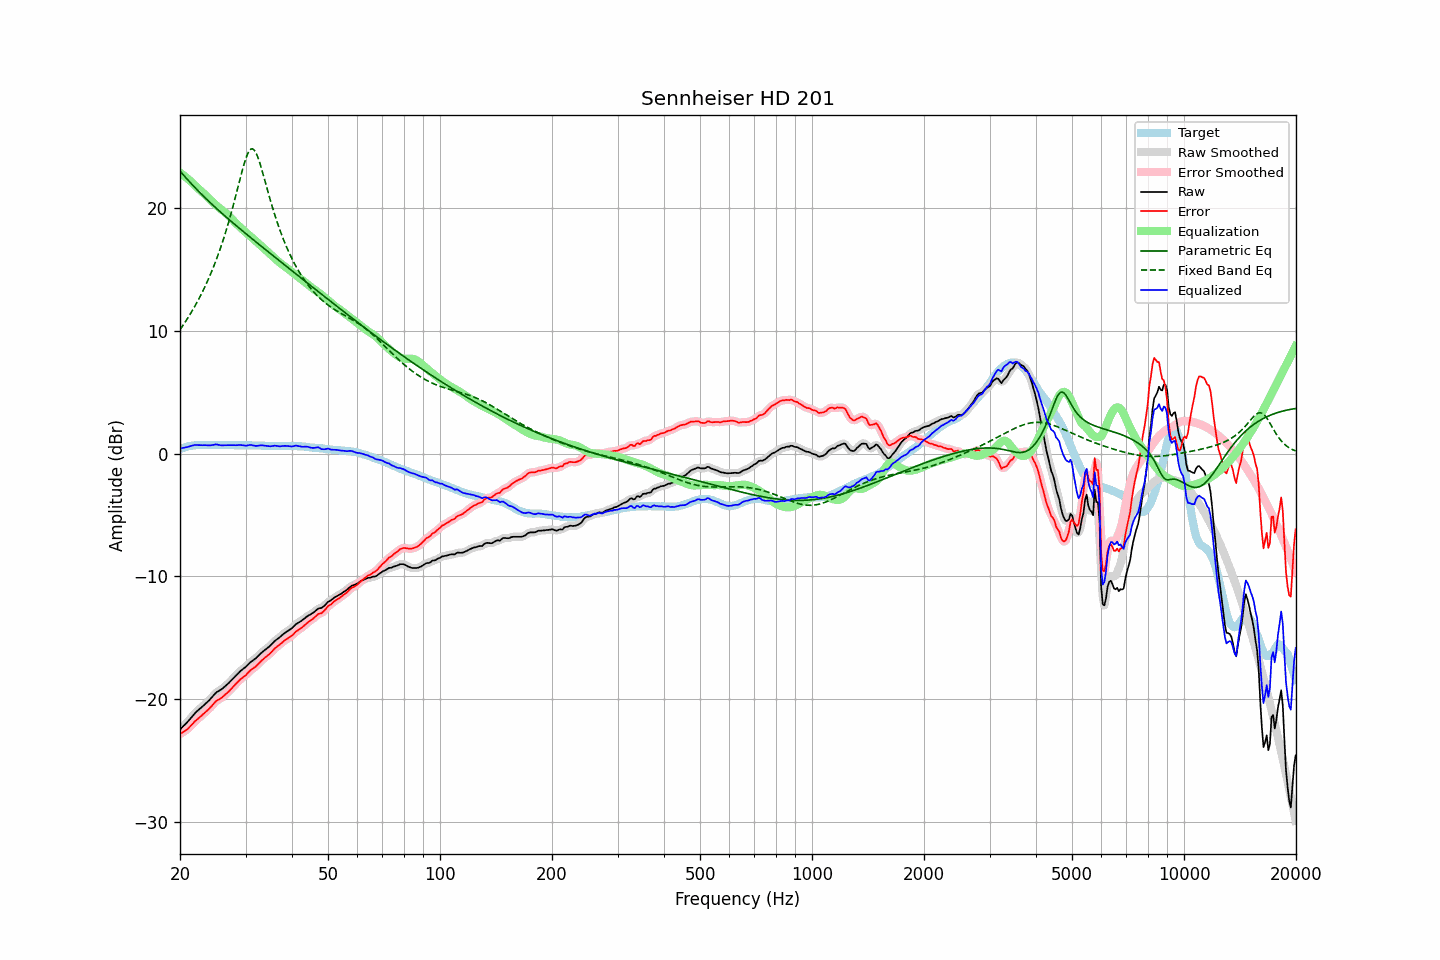 Sennheiser HD 201
Target
Raw Smoothed
Error Smoothed
Raw
Error
Equalization
Parametric Eq
Fixed Band Eq
Equalized
Amplitude (dBr)
20
10
0
−10
−20
−30
20 50 100 200 500 1000 2000 5000 10000 20000
Frequency (Hz)